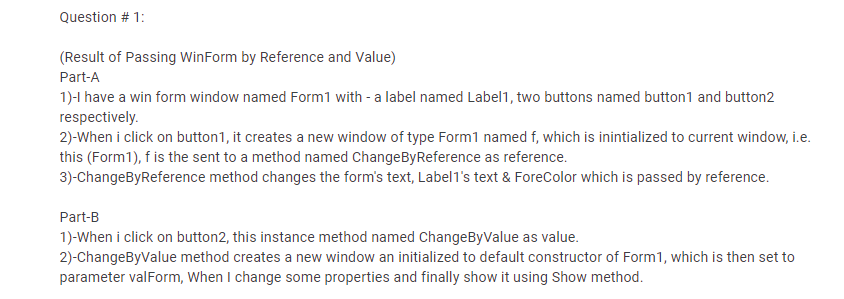 Question # 1:
(Result of Passing WinForm by Reference and Value)
Part-A
1)-I have a win form window named Form1 with - a label named Label1, two buttons named button1 and button2
respectively.
2)-When i click on button1, it creates a new window of type Form1 named f, which is inintialized to current window, i.e.
this (Form1), f is the sent to a method named ChangeByReference as reference.
3)-ChangeByReference method changes the form's text, Label1's text & ForeColor which is passed by reference.
Part-B
1)-When i click on button2, this instance method named ChangeByValue as value.
2)-ChangeByValue method creates a new window an initialized to default constructor of Form1, which is then set to
parameter valForm, When I change some properties and finally show it using Show method.